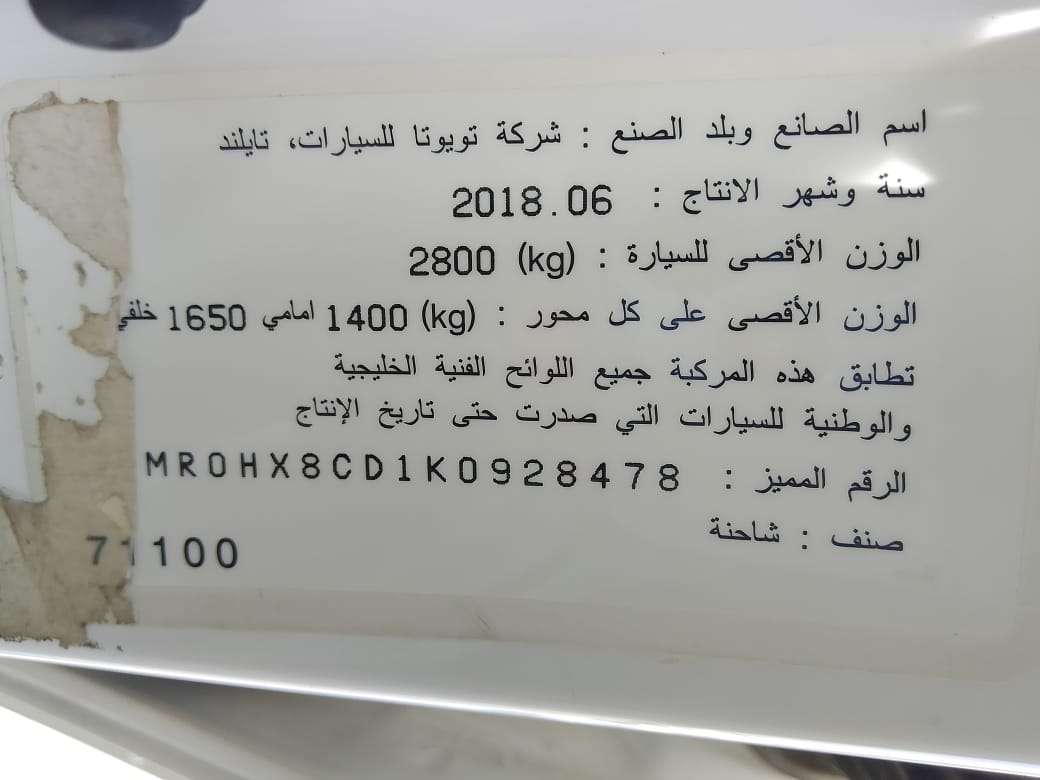 اسم الصانع وبلد الصنع : شركة تويوتا للسيارات، تايلند
سنة وشهر الانتاج : 2018.06
الوزن الأقصى للسيارة : (kg) 2800
الوزن الأقصى على كل محور : (kg) 1400 امامي 1650 خلفي
تطابق هذه المركبة جميع اللوائح الفنية الخليجية
والوطنية للسيارات التي صدرت حتى تاريخ الإنتاج
الرقم المميز : MR0HX8CD1K0928478
صنف : شاحنة
71100